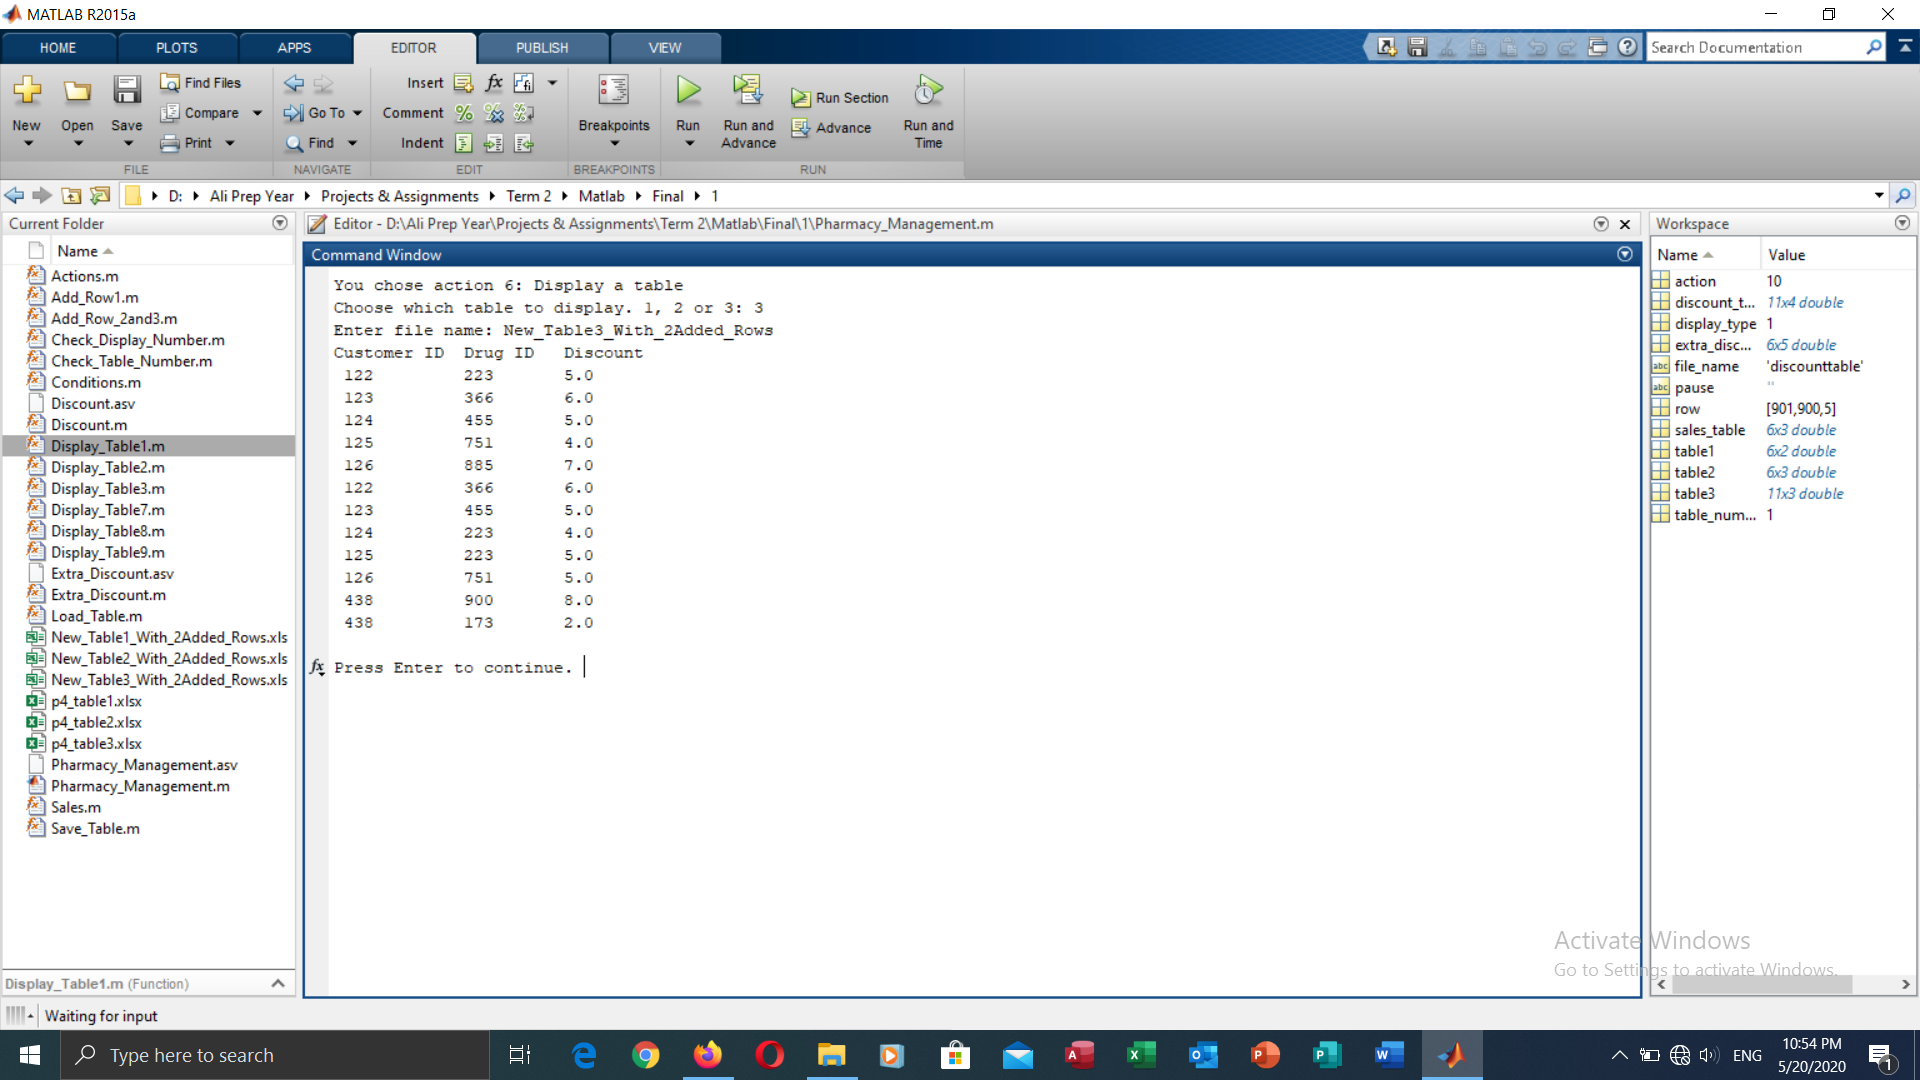 MATLAB R2015a
HOME PLOTS APPS EDITOR PUBLISH VIEW
Search Documentation
New Open Save
Find Files
Compare
Print
FILE
Go To
Find
NAVIGATE
Insert
Comment
Indent
EDIT
Breakpoints
BREAKPOINTS
Run
Run and Advance
Run Section
Advance
Run and Time
RUN
D: Ali Prep Year Projects & Assignments Term 2 Matlab Final 1
Current Folder
Name
Actions.m
Add_Row1.m
Add_Row_2and3.m
Check_Display_Number.m
Check_Table_Number.m
Conditions.m
Discount.asv
Discount.m
Display_Table1.m
Display_Table2.m
Display_Table3.m
Display_Table7.m
Display_Table8.m
Display_Table9.m
Extra_Discount.asv
Extra_Discount.m
Load_Table.m
New_Table1_With_2Added_Rows.xls
New_Table2_With_2Added_Rows.xls
New_Table3_With_2Added_Rows.xls
p4_table1.xlsx
p4_table2.xlsx
p4_table3.xlsx
Pharmacy_Management.asv
Pharmacy_Management.m
Sales.m
Save_Table.m
Display_Table1.m (Function)
Editor - D:\Ali Prep Year\Projects & Assignments\Term 2\Matlab\Final\1\Pharmacy_Management.m
Command Window
You chose action 6: Display a table
Choose which table to display. 1, 2 or 3: 3
Enter file name: New_Table3_With_2Added_Rows
Customer ID Drug ID Discount
122 223 5.0
123 366 6.0
124 455 5.0
125 751 4.0
126 885 7.0
122 366 6.0
123 455 5.0
124 223 4.0
125 223 5.0
126 751 5.0
438 900 8.0
438 173 2.0
fx Press Enter to continue.
Workspace
Name Value
action 10
discount_t... 11x4 double
display_type 1
extra_disc... 6x5 double
file_name 'discounttable'
pause ''
row [901,900,5]
sales_table 6x3 double
table1 6x2 double
table2 6x3 double
table3 11x3 double
table_num... 1
Activate Windows
Go to Settings to activate Windows.
Waiting for input
Type here to search
ENG
10:54 PM
5/20/2020
1